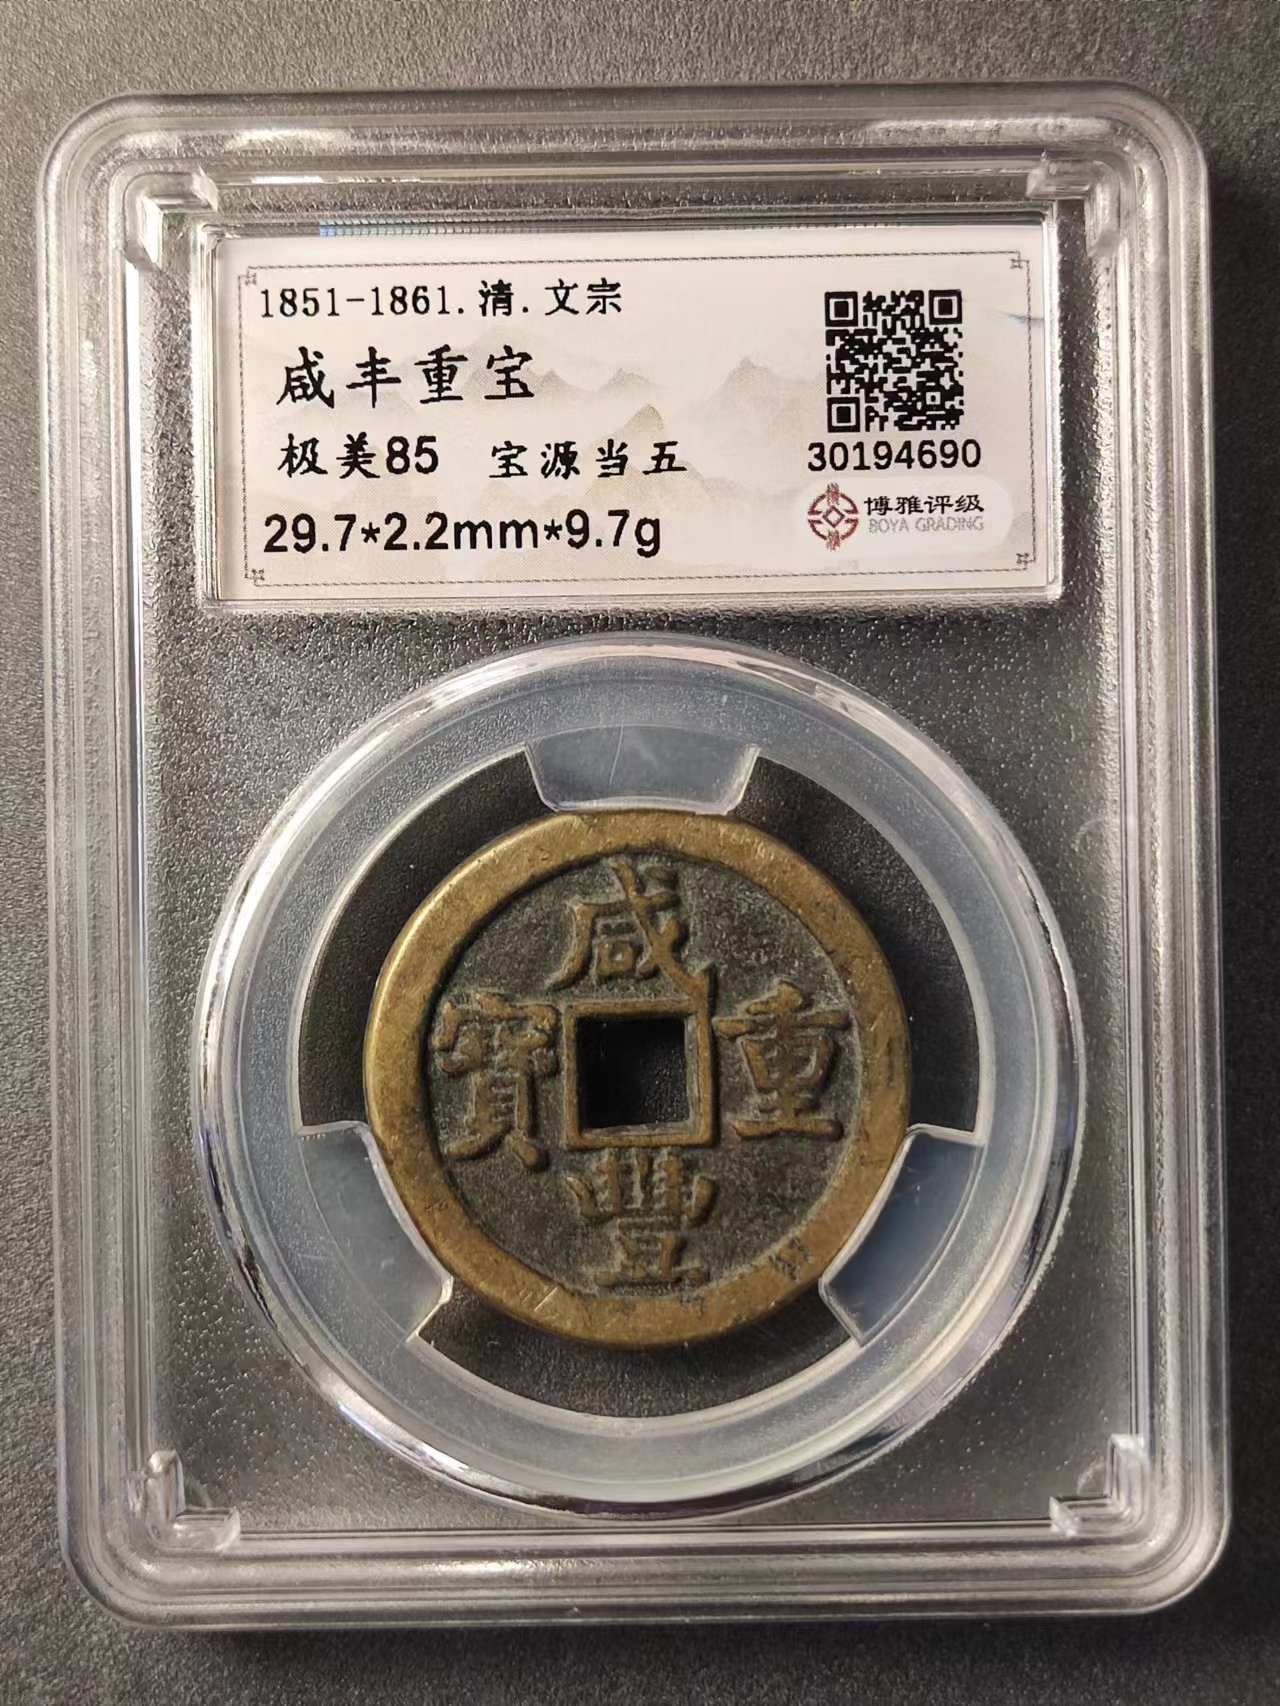 1851-1861.清.文宗
咸丰重宝
极美85 宝源当五
29.7*2.2mm*9.7g
30194690
博雅评级
BOYA GRADING
咸
寶 重
豐